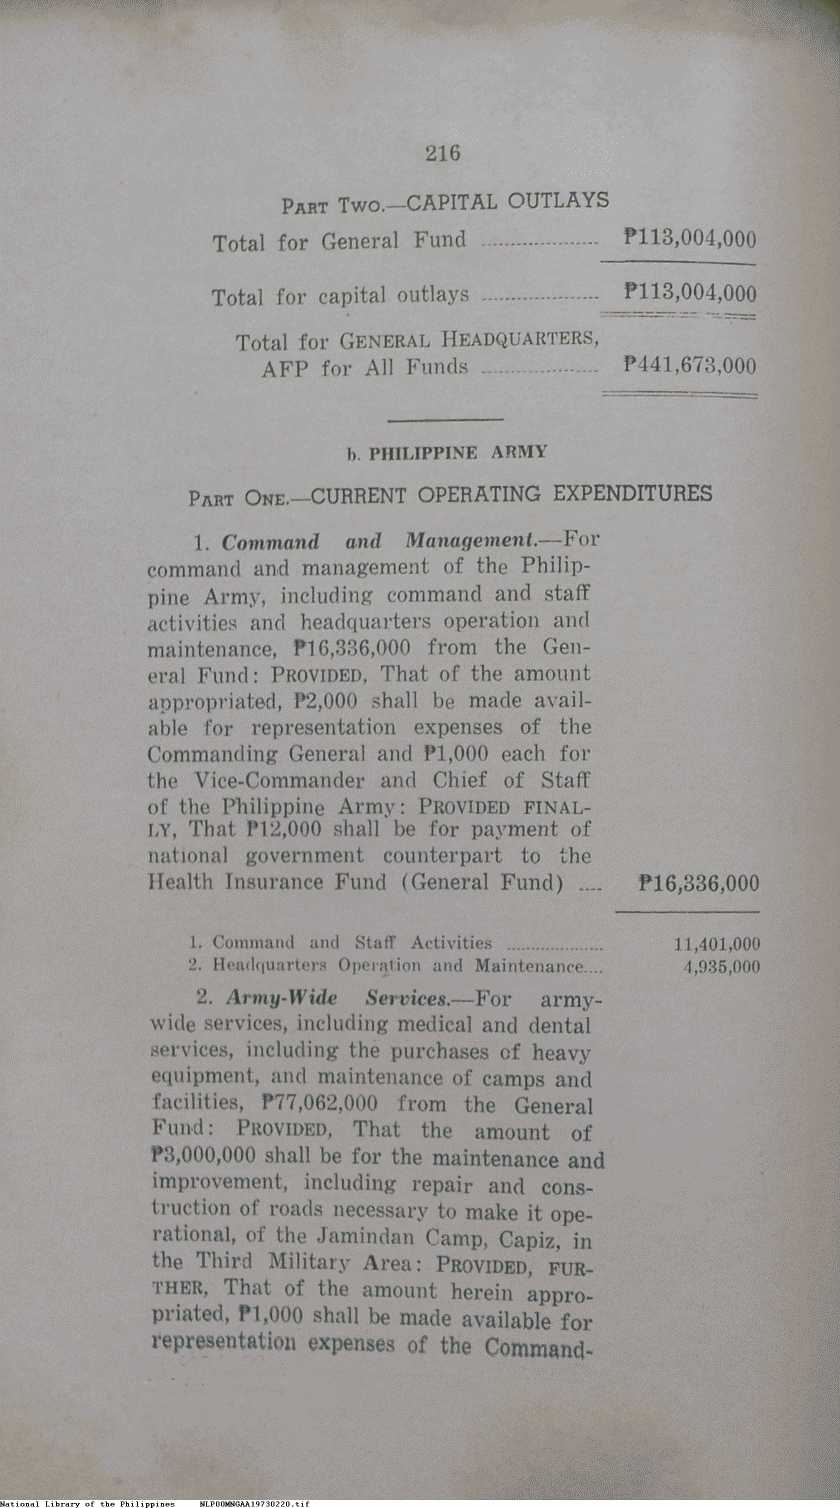 216
PART TWO.—CAPITAL OUTLAYS
Total for General Fund .................... ₱113,004,000
Total for capital outlays .................... ₱113,004,000
Total for GENERAL HEADQUARTERS,
AFP for All Funds .................... ₱441,673,000
b. PHILIPPINE ARMY
PART ONE.—CURRENT OPERATING EXPENDITURES
1. Command and Management.—For
command and management of the Philip-
pine Army, including command and staff
activities and headquarters operation and
maintenance, ₱16,336,000 from the Gen-
eral Fund: PROVIDED, That of the amount
appropriated, ₱2,000 shall be made avail-
able for representation expenses of the
Commanding General and ₱1,000 each for
the Vice-Commander and Chief of Staff
of the Philippine Army: PROVIDED FINAL-
LY, That ₱12,000 shall be for payment of
national government counterpart to the
Health Insurance Fund (General Fund) .... ₱16,336,000
1. Command and Staff Activities .................... 11,401,000
2. Headquarters Operation and Maintenance.... 4,935,000
2. Army-Wide Services.—For army-
wide services, including medical and dental
services, including the purchases of heavy
equipment, and maintenance of camps and
facilities, ₱77,062,000 from the General
Fund: PROVIDED, That the amount of
₱3,000,000 shall be for the maintenance and
improvement, including repair and cons-
truction of roads necessary to make it ope-
rational, of the Jamindan Camp, Capiz, in
the Third Military Area: PROVIDED, FUR-
THER, That of the amount herein appro-
priated, ₱1,000 shall be made available for
representation expenses of the Command-
National Library of the Philippines NLP00MNGAA19730220.tif